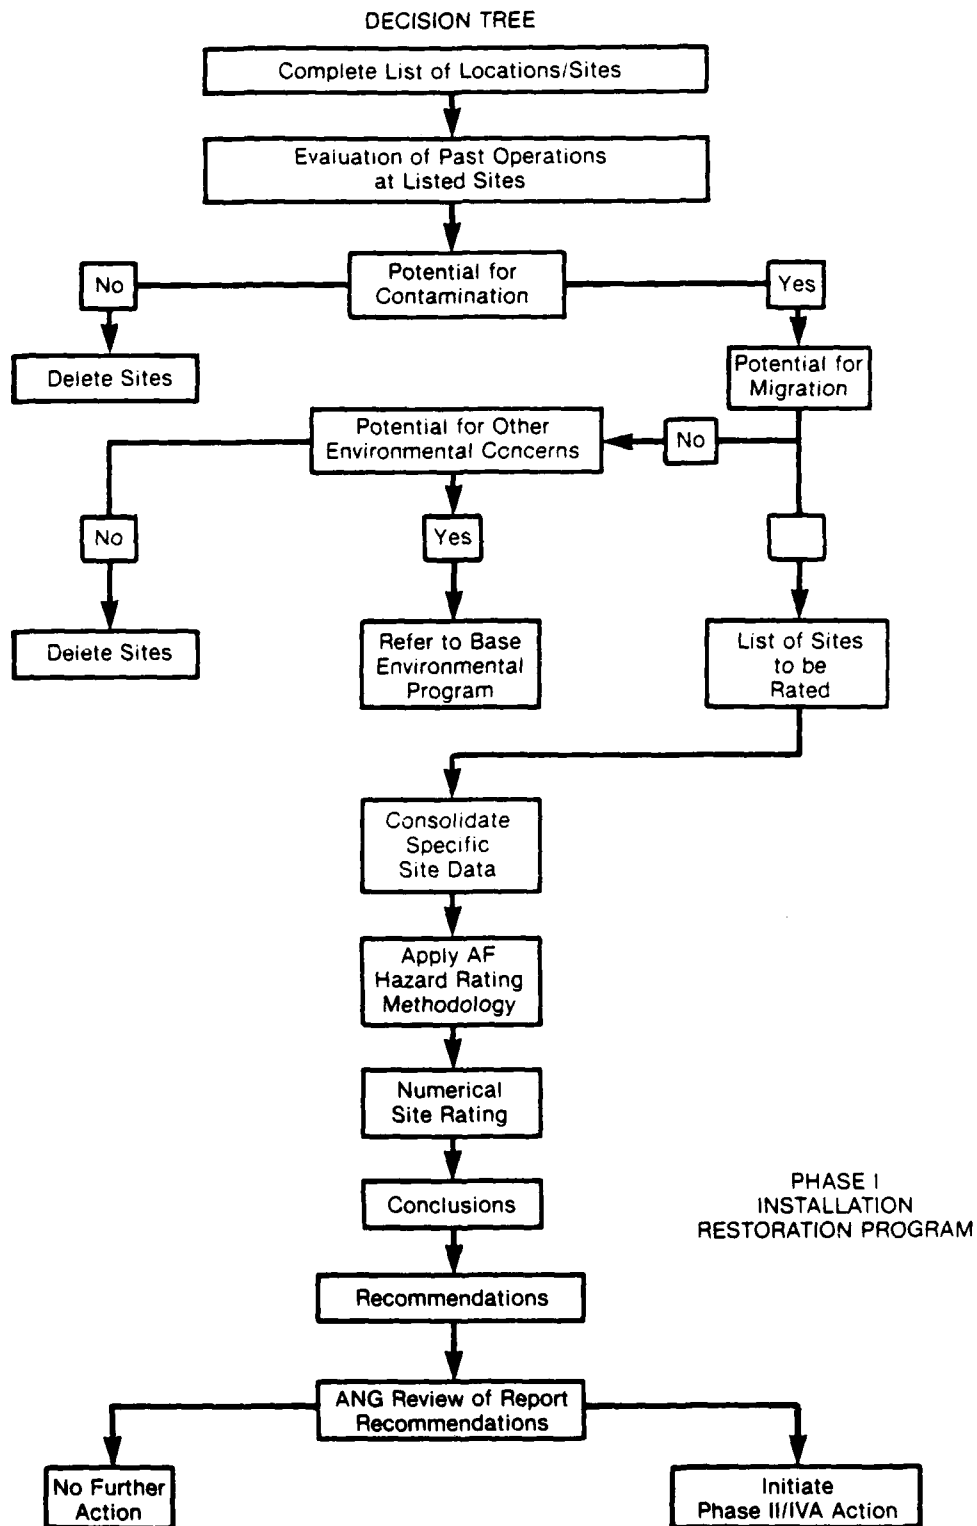 DECISION TREE
Complete List of Locations/Sites
Evaluation of Past Operations
at Listed Sites
Potential for
Contamination
No
Yes
Delete Sites
Potential for
Migration
Potential for Other
Environmental Concerns
No
No
Yes
Delete Sites
Refer to Base
Environmental
Program
List of Sites
to be
Rated
Consolidate
Specific
Site Data
Apply AF
Hazard Rating
Methodology
Numerical
Site Rating
Conclusions
PHASE I
INSTALLATION
RESTORATION PROGRAM
Recommendations
ANG Review of Report
Recommendations
No Further
Action
Initiate
Phase II/IVA Action